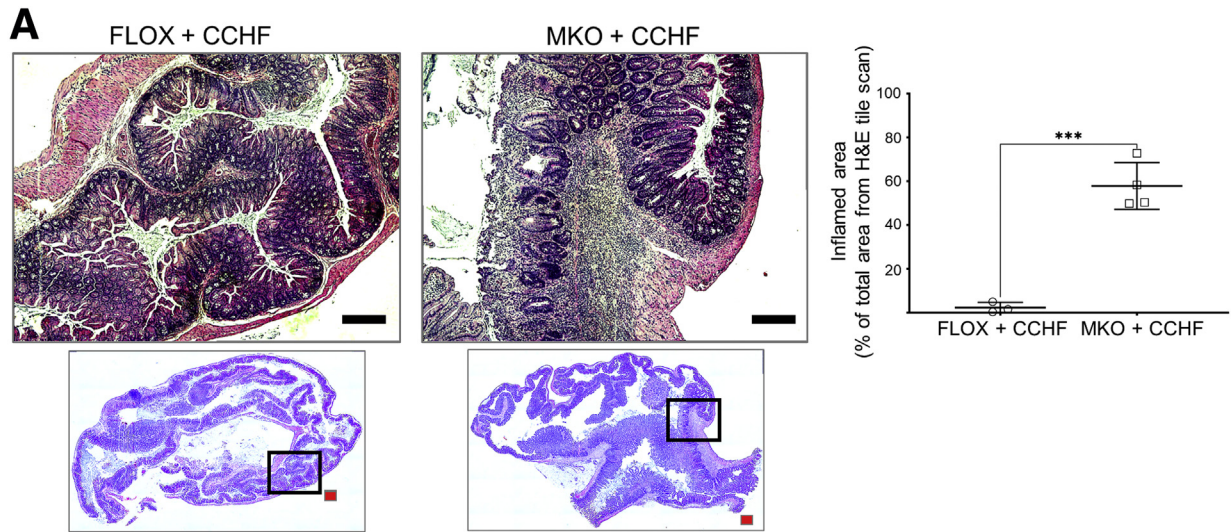 A
FLOX + CCHF
MKO + CCHF
Inflamed area
(% of total area from H&E tile scan)
100
80
60
40
20
***
FLOX + CCHF
MKO + CCHF